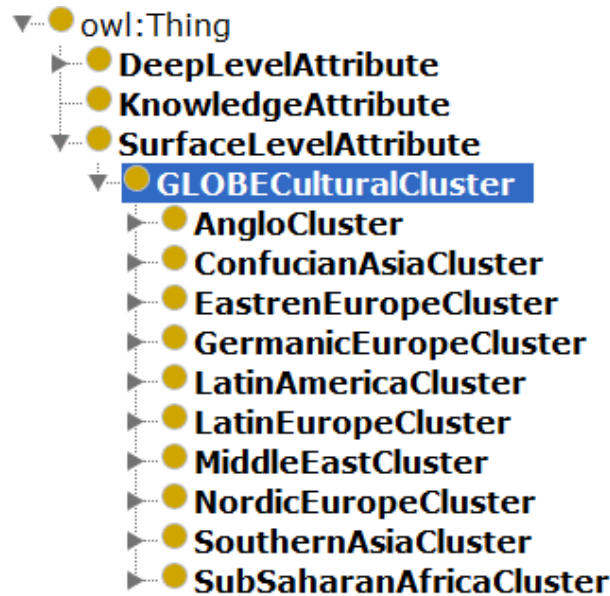 owl:Thing
DeepLevelAttribute
KnowledgeAttribute
SurfaceLevelAttribute
GLOBECulturalCluster
AngloCluster
ConfucianAsiaCluster
EastrenEuropeCluster
GermanicEuropeCluster
LatinAmericaCluster
LatinEuropeCluster
MiddleEastCluster
NordicEuropeCluster
SouthernAsiaCluster
SubSaharanAfricaCluster